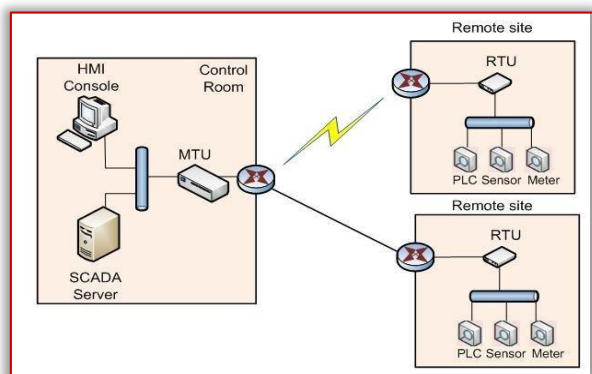 HMI
Console
Control
Room
MTU
SCADA
Server
Remote site
RTU
PLC Sensor Meter
Remote site
RTU
PLC Sensor Meter